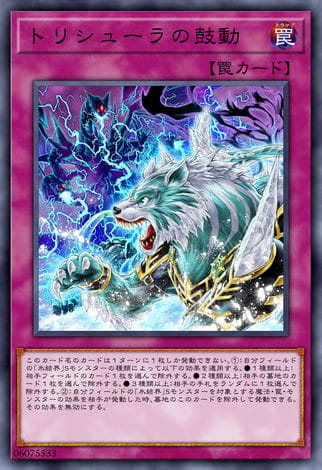 トリシューラの鼓動
トラップ
罠
【罠カード】
このカード名のカードは1ターンに1枚しか発動できない。①:自分フィールド
の「氷結界」Sモンスターの種類によって以下の効果を適用する。●1種類以上:
相手フィールドのカード1枚を選んで除外する。●2種類以上:相手の墓地のカ
ード1枚を選んで除外する。●3種類以上:相手の手札をランダムに1枚選んで
除外する。②:自分フィールドの「氷結界」Sモンスターを対象とする魔法・罠・モン
スターの効果を相手が発動した時、墓地のこのカードを除外して発動できる。
その効果を無効にする。
06075533